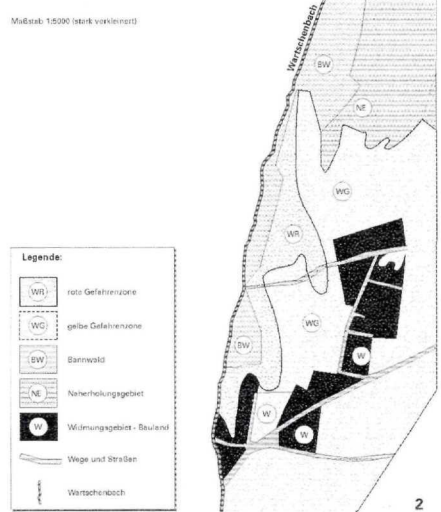 Maßstab 1:5000 (stark verkleinert)
Wartschenbach
BW
NE
WG
WR
WG
BW
W
W
W
Legende:
WR rote Gefahrenzone
WG gelbe Gefahrenzone
BW Bannwald
NE Naherholungsgebiet
W Widmungsgebiet - Bauland
Wege und Straßen
Wartschenbach
2